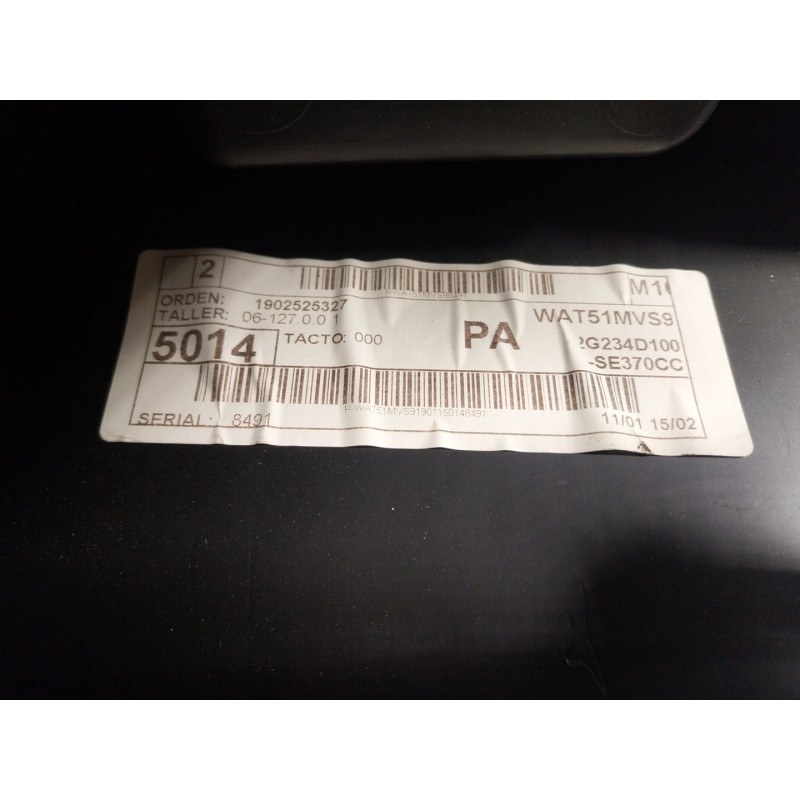 2
M1
ORDEN: 1902525327
TALLER: 06-127.0.0 1
5014
TACTO: 000
PA
WAT51MVS9
2G234D100
-SE370CC
SERIAL: 8491
11/01 15/02